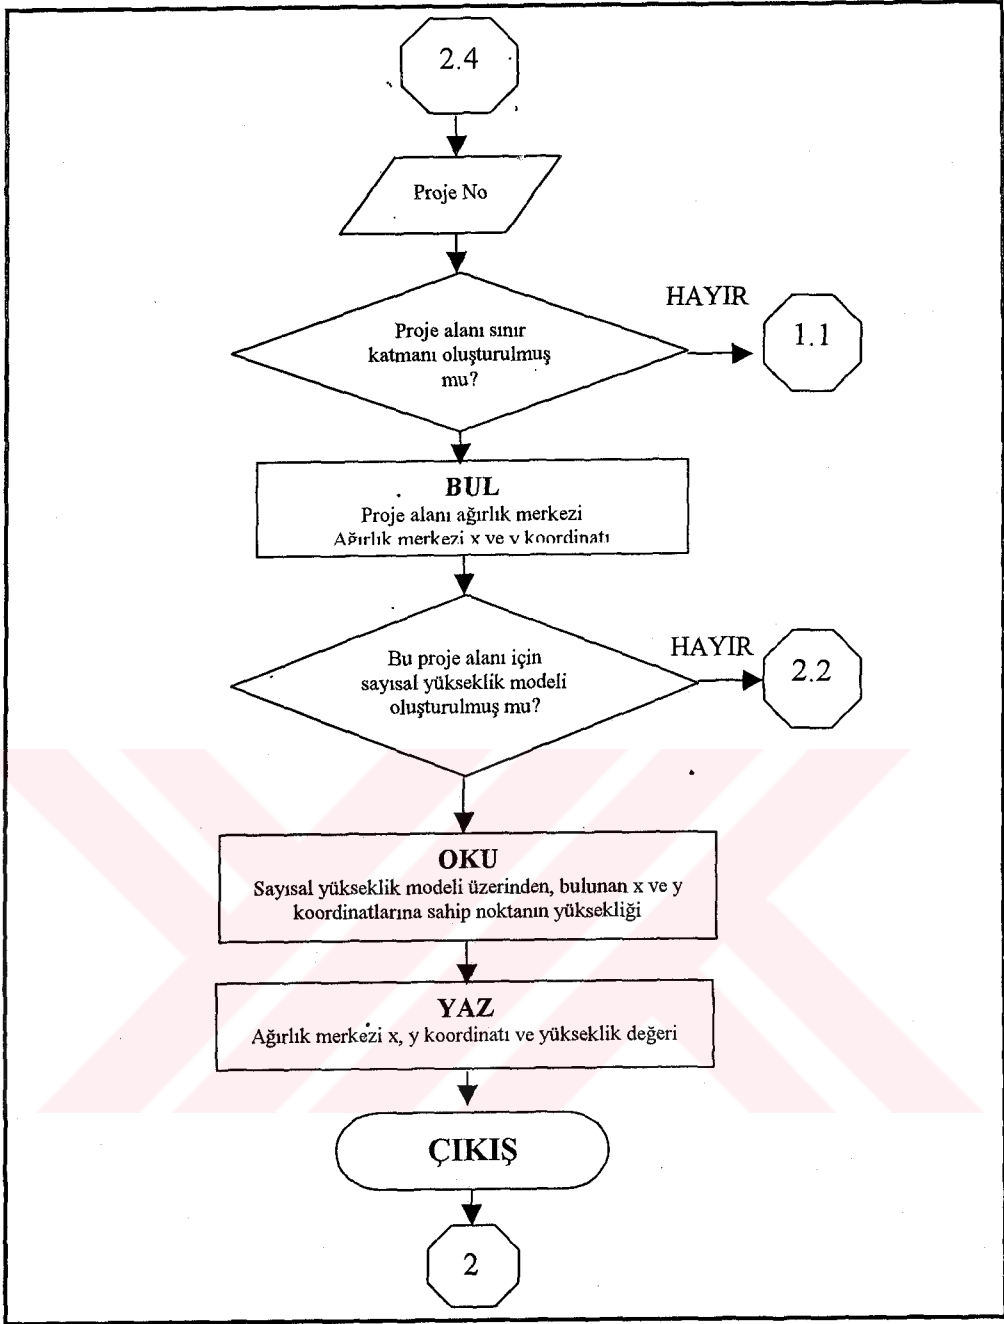 2.4
Proje No
HAYIR
Proje alanı sınır
katmanı oluşturulmuş
mu?
1.1
BUL
Proje alanı ağırlık merkezi
Ağırlık merkezi x ve y koordinatı
HAYIR
Bu proje alanı için
sayısal yükseklik modeli
oluşturulmuş mu?
2.2
OKU
Sayısal yükseklik modeli üzerinden, bulunan x ve y
koordinatlarına sahip noktanın yüksekliği
YAZ
Ağırlık merkezi x, y koordinatı ve yükseklik değeri
ÇIKIŞ
2